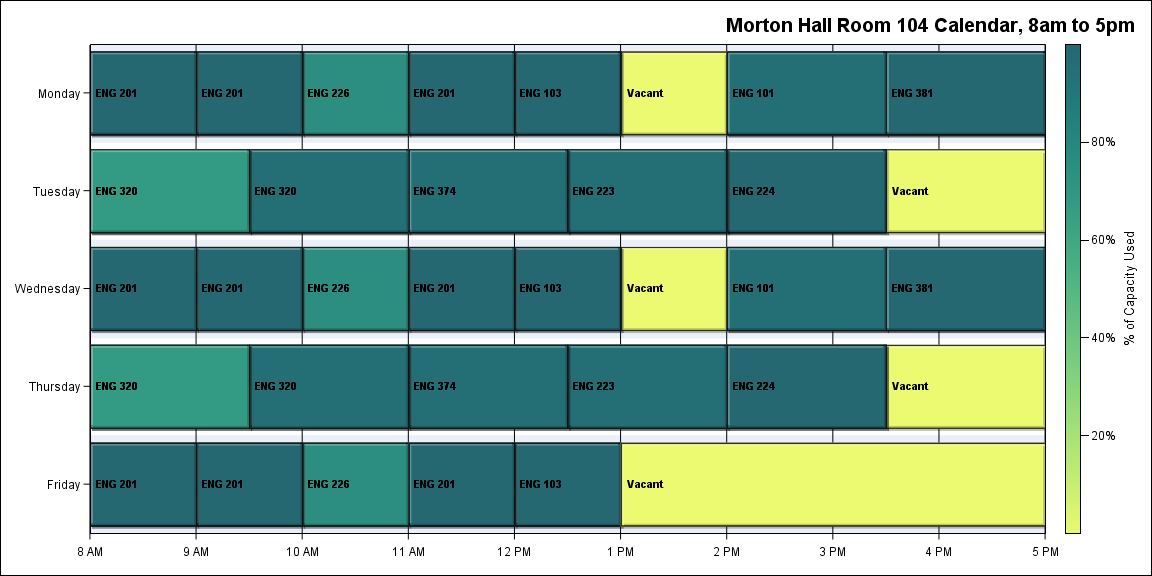 Morton Hall Room 104 Calendar, 8am to 5pm
Monday
ENG 201
ENG 201
ENG 226
ENG 201
ENG 103
Vacant
ENG 101
ENG 381
Tuesday
ENG 320
ENG 320
ENG 374
ENG 223
ENG 224
Vacant
Wednesday
ENG 201
ENG 201
ENG 226
ENG 201
ENG 103
Vacant
ENG 101
ENG 381
Thursday
ENG 320
ENG 320
ENG 374
ENG 223
ENG 224
Vacant
Friday
ENG 201
ENG 201
ENG 226
ENG 201
ENG 103
Vacant
8 AM
9 AM
10 AM
11 AM
12 PM
1 PM
2 PM
3 PM
4 PM
5 PM
80%
60%
40%
20%
% of Capacity Used